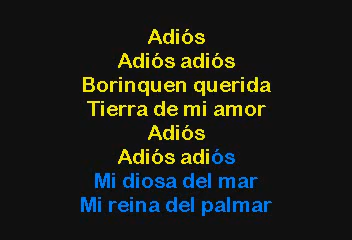 Adiós
Adiós adiós
Borinquen querida
Tierra de mi amor
Adiós
Adiós adiós
Mi diosa del mar
Mi reina del palmar